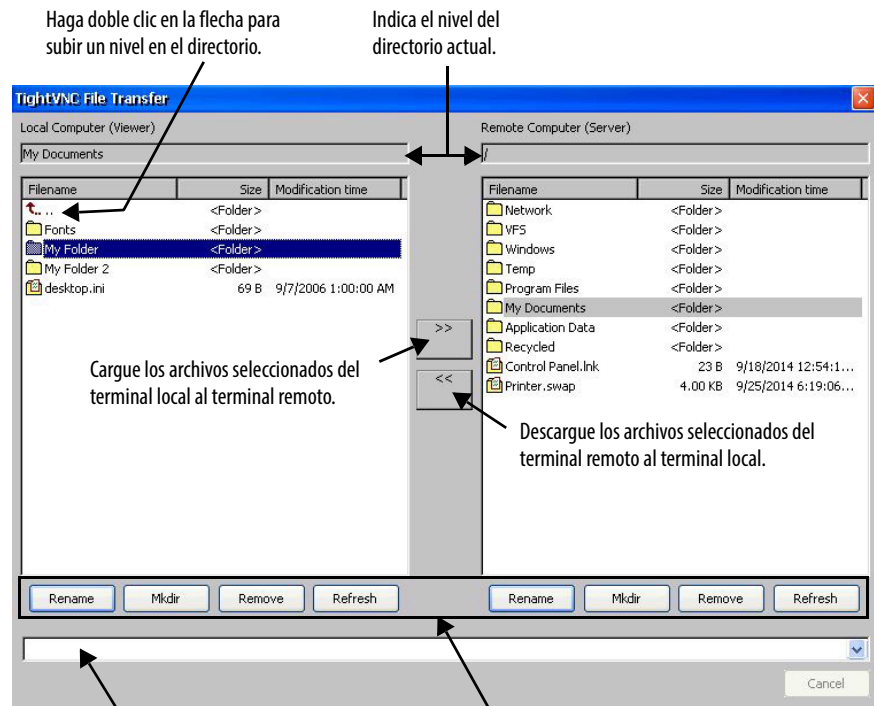 Haga doble clic en la flecha para
subir un nivel en el directorio.
Indica el nivel del
directorio actual.
TightVNC File Transfer
Local Computer (Viewer)
Remote Computer (Server)
My Documents
/
Filename Size Modification time
t.. .. <Folder>
Fonts <Folder>
My Folder <Folder>
My Folder 2 <Folder>
desktop.ini 69 B 9/7/2006 1:00:00 AM
Filename Size Modification time
Network <Folder>
VFS <Folder>
Windows <Folder>
Temp <Folder>
Program Files <Folder>
My Documents <Folder>
Application Data <Folder>
Recycled <Folder>
Control Panel.lnk 23 B 9/18/2014 12:54:1...
Printer.swap 4.00 KB 9/25/2014 6:19:06...
>>
<<
Cargue los archivos seleccionados del
terminal local al terminal remoto.
Descargue los archivos seleccionados del
terminal remoto al terminal local.
Rename Mkdir Remove Refresh
Rename Mkdir Remove Refresh
Cancel